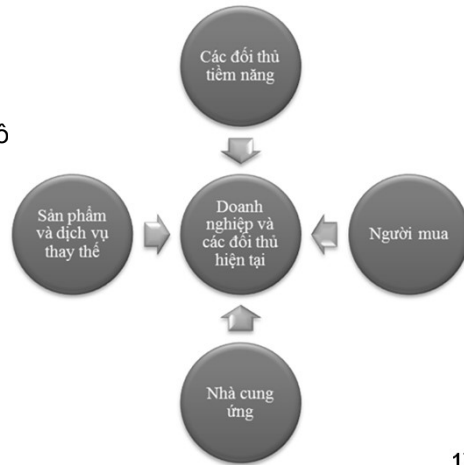 Các đối thủ
tiềm năng
ô
Sản phẩm
và dịch vụ
thay thế
Doanh
nghiệp và
các đối thủ
hiện tại
Người mua
Nhà cung
ứng